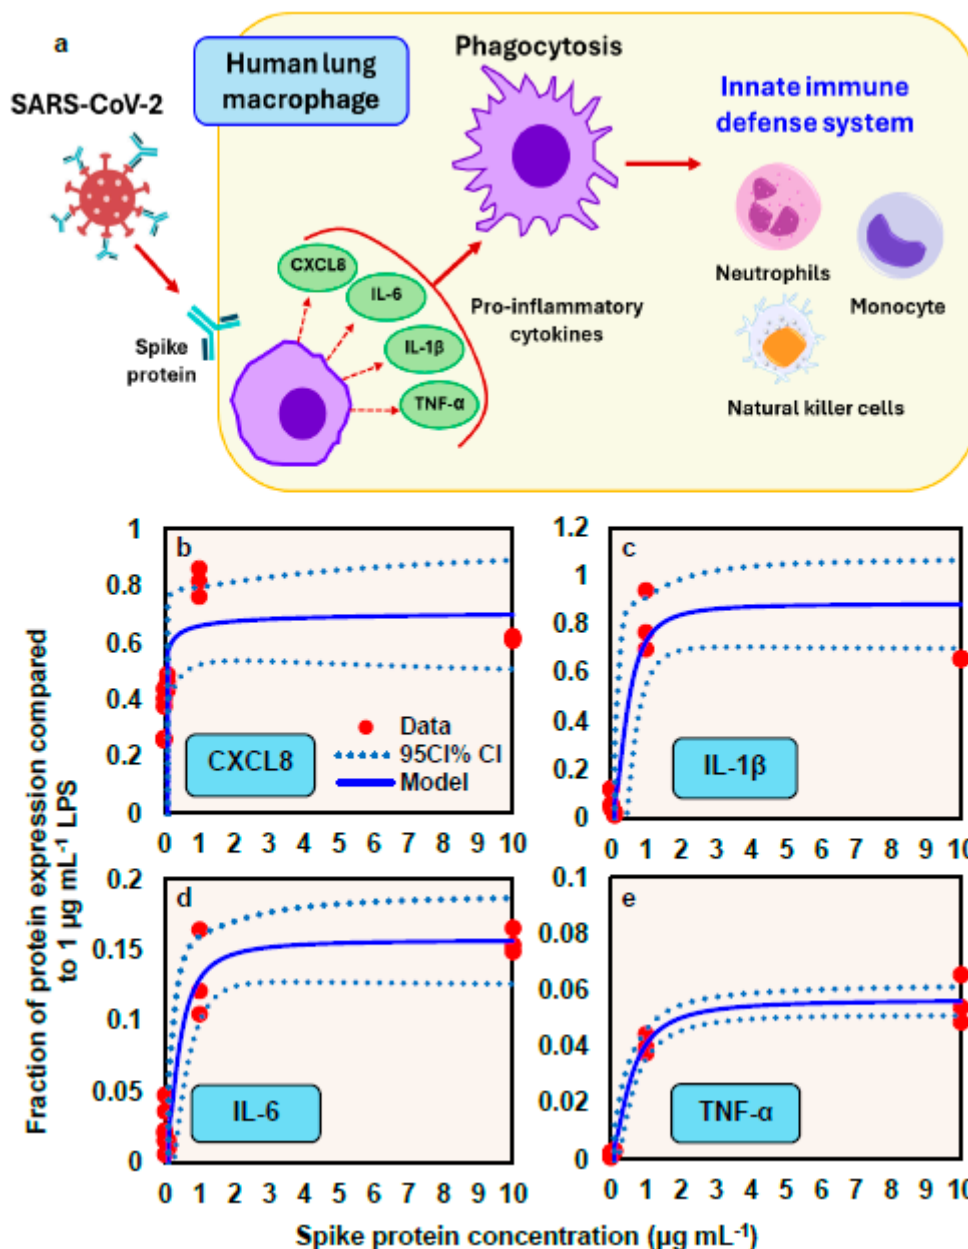 a
SARS-CoV-2
Human lung
macrophage
Phagocytosis
Innate immune
defense system
CXCL8
IL-6
IL-1β
TNF-α
Spike
protein
Pro-inflammatory
cytokines
Neutrophils
Monocyte
Natural killer cells
Fraction of protein expression compared
to 1 µg mL⁻¹ LPS
b
1
0.8
0.6
0.4
0.2
0
0 1 2 3 4 5 6 7 8 9 10
Data
95CI% CI
Model
CXCL8
c
1.2
1
0.8
0.6
0.4
0.2
0
0 1 2 3 4 5 6 7 8 9 10
IL-1β
d
0.2
0.15
0.1
0.05
0
0 1 2 3 4 5 6 7 8 9 10
IL-6
e
0.1
0.08
0.06
0.04
0.02
0
0 1 2 3 4 5 6 7 8 9 10
TNF-α
Spike protein concentration (µg mL⁻¹)